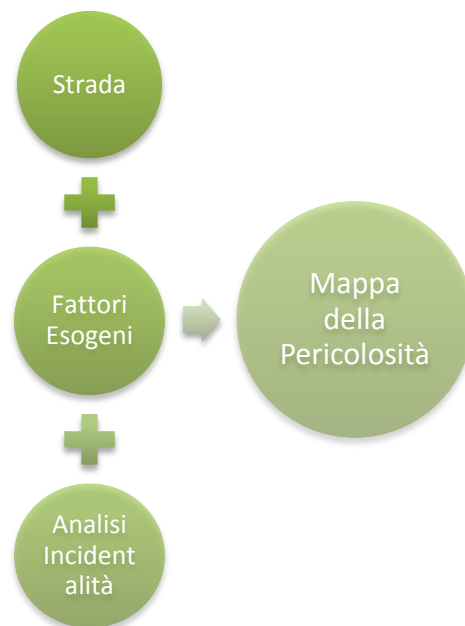 Strada
Fattori
Esogeni
Analisi
Incident
alità
Mappa
della
Pericolosità